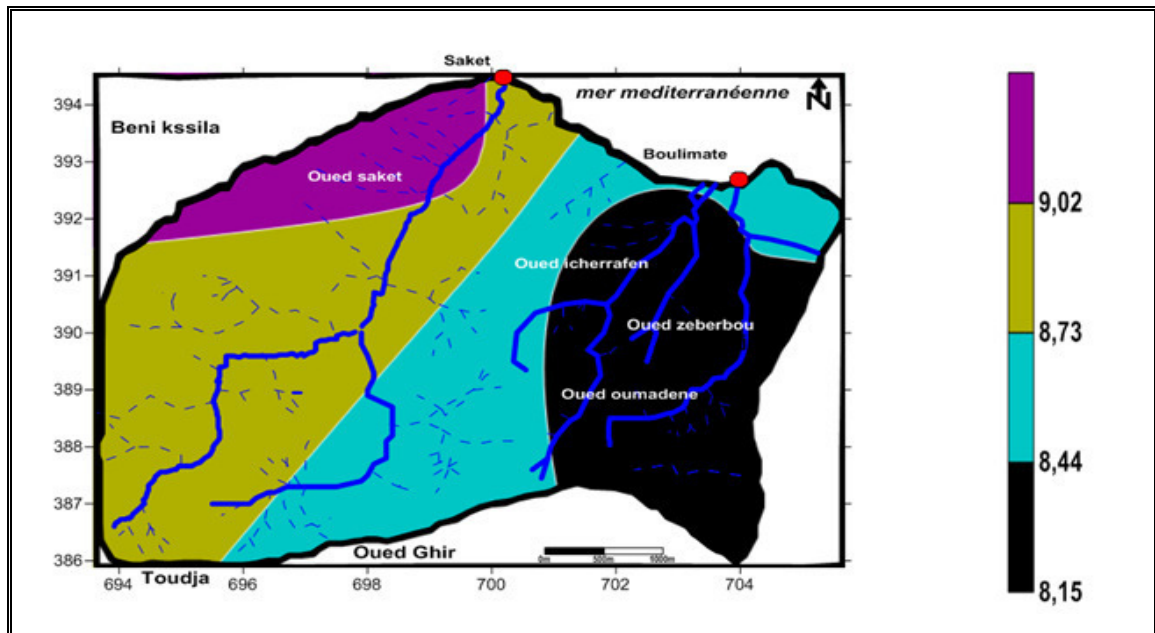 Saket
mer mediterranéenne
N
Beni kssila
Boulimate
Oued saket
Oued icherrafen
Oued zeberbou
Oued oumadene
Oued Ghir
Toudja
394
393
392
391
390
389
388
387
386
694 696 698 700 702 704
0m 500m 1000m
9,02
8,73
8,44
8,15